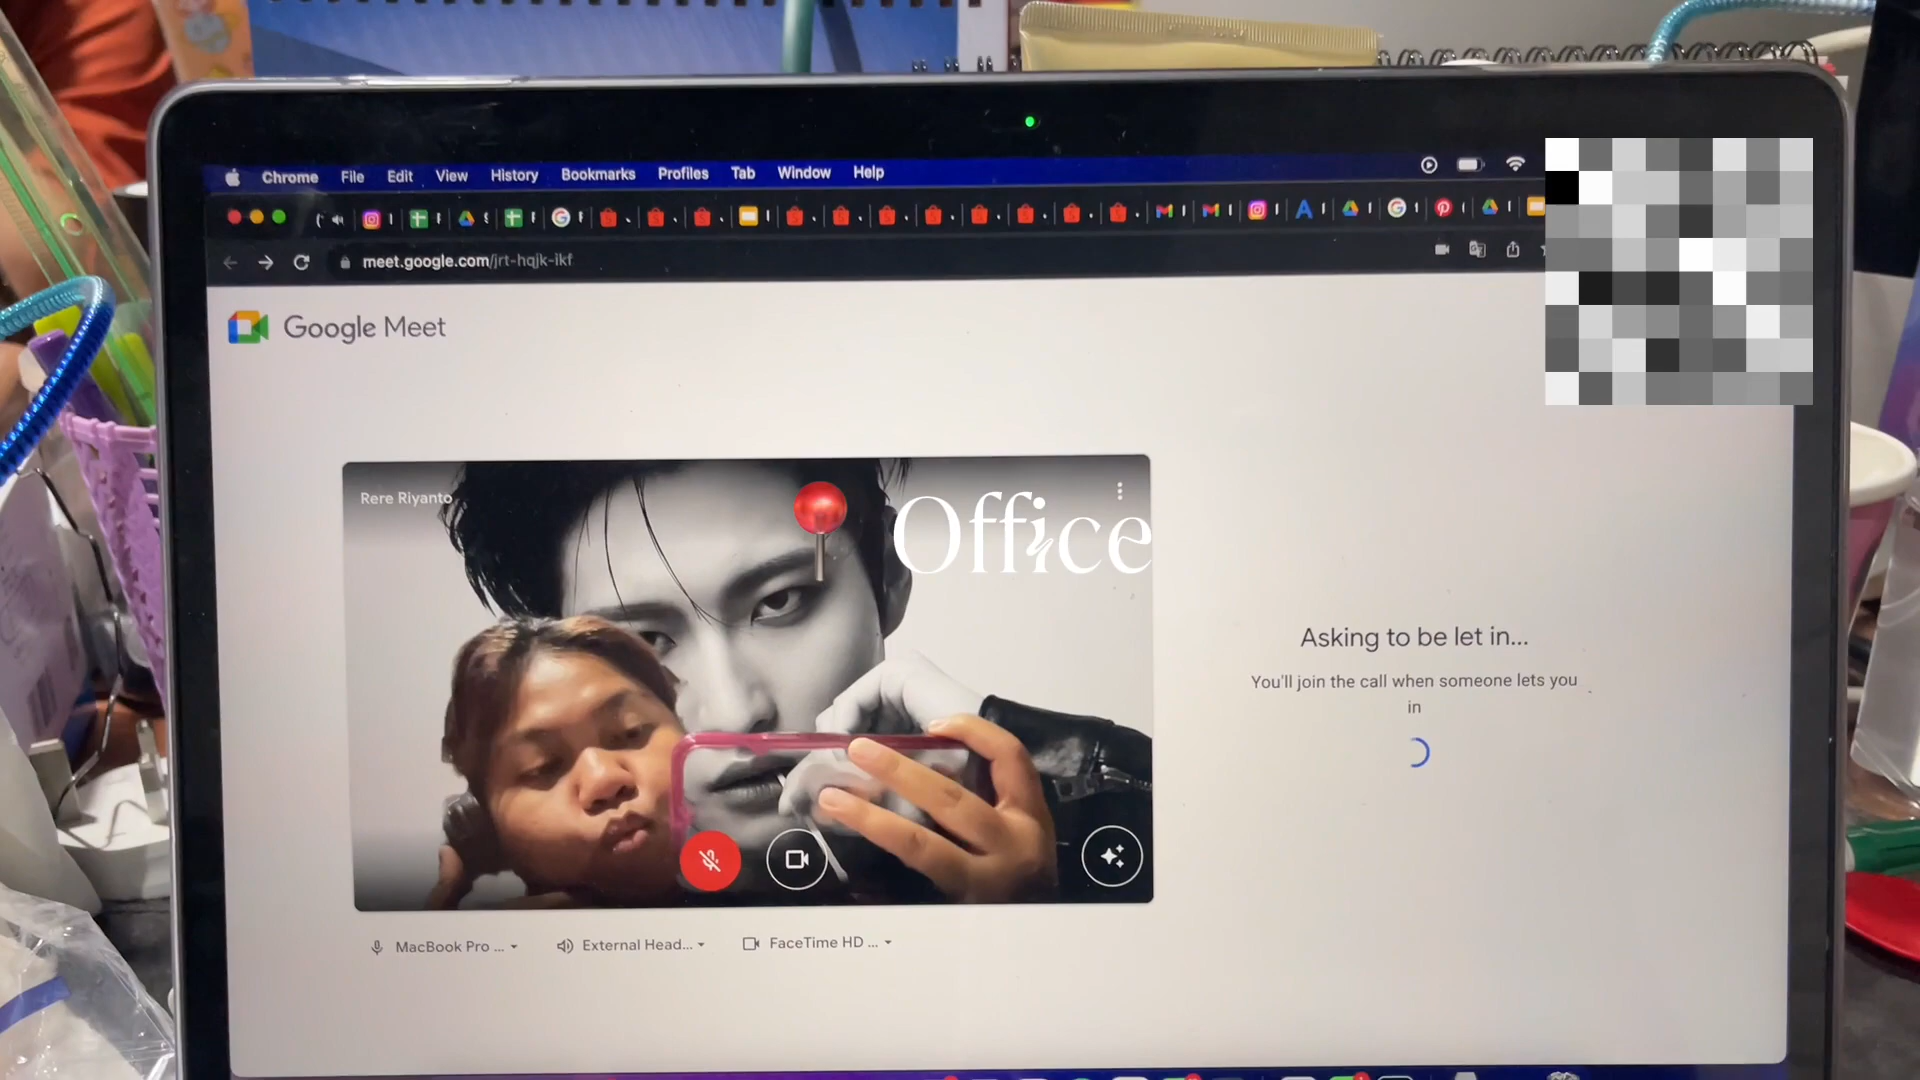 Chrome File Edit View History Bookmarks Profiles Tab Window Help
meet.google.com/jrt-hqjk-ikf
Google Meet
Rere Riyanto
Office
Asking to be let in...
You'll join the call when someone lets you
in
MacBook Pro ...
External Head...
FaceTime HD ...